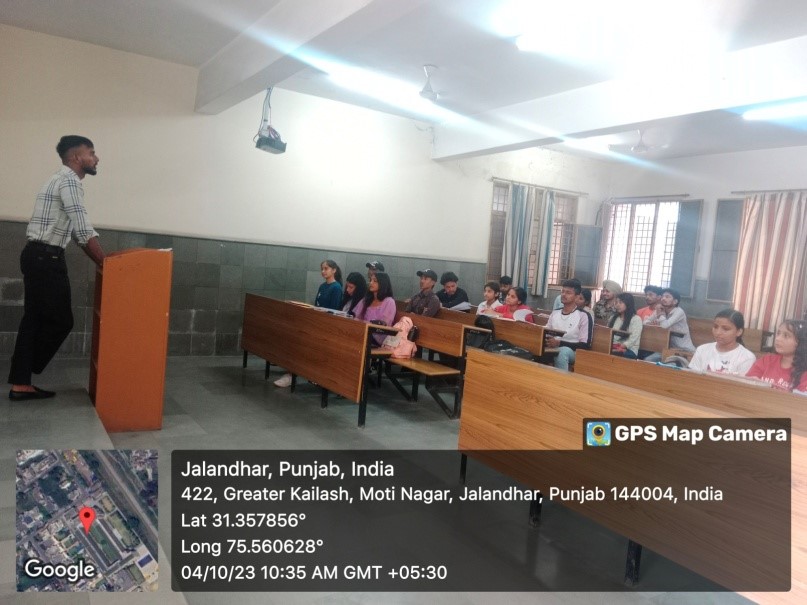 GPS Map Camera
Jalandhar, Punjab, India
422, Greater Kailash, Moti Nagar, Jalandhar, Punjab 144004, India
Lat 31.357856°
Long 75.560628°
04/10/23 10:35 AM GMT +05:30
Google